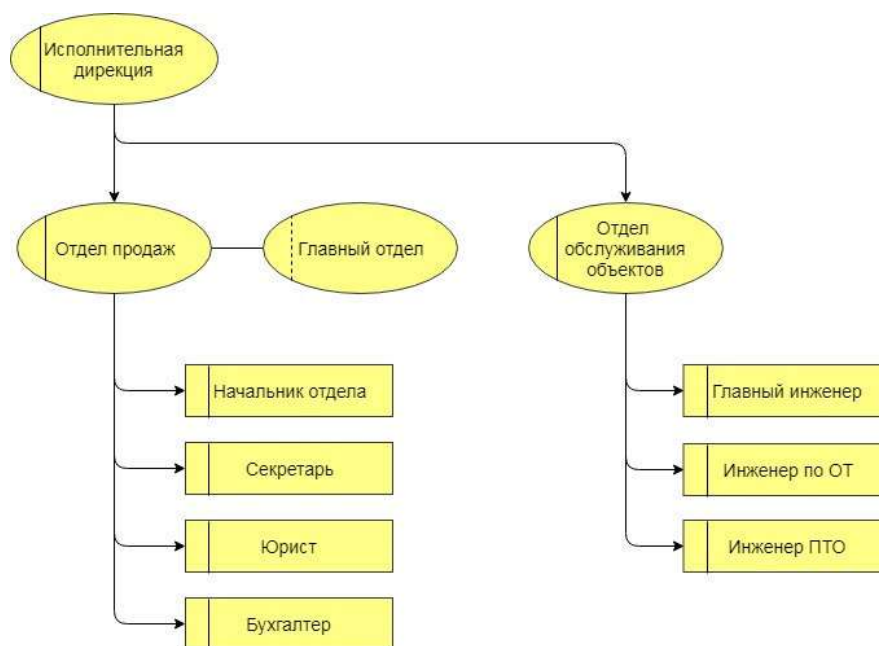 Исполнительная
дирекция
Отдел продаж
Главный отдел
Отдел
обслуживания
объектов
Начальник отдела
Главный инженер
Секретарь
Инженер по ОТ
Юрист
Инженер ПТО
Бухгалтер